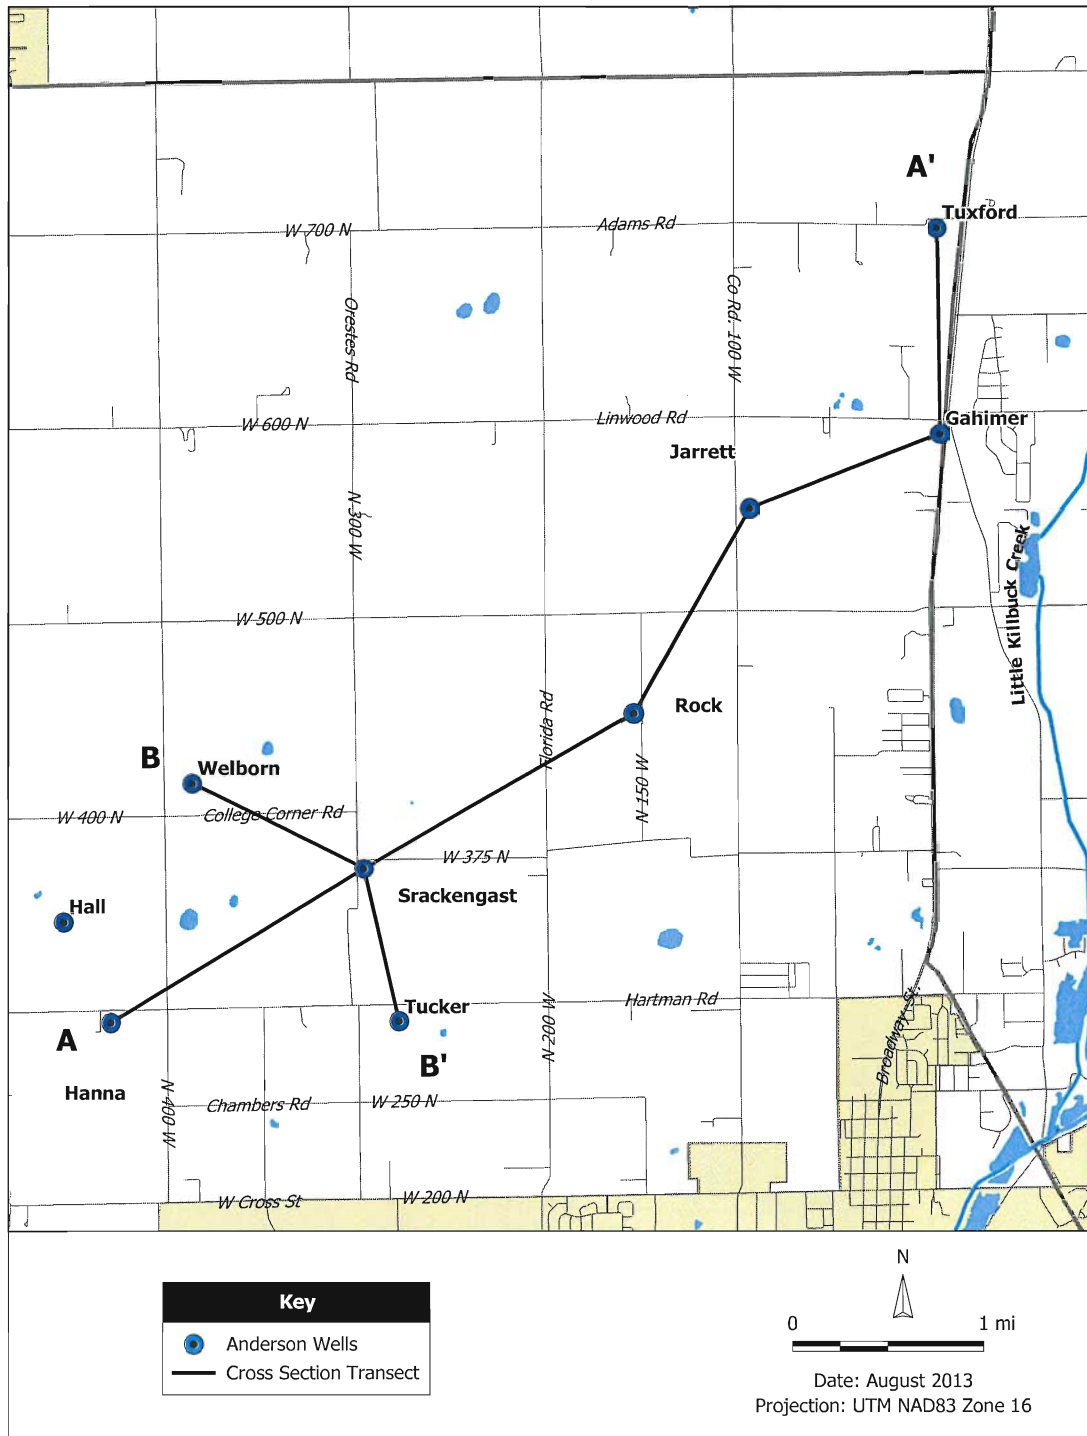 A'
Tuxford
Adams Rd
W 700 N
Orestes Rd
Co Rd. 100 W
W 600 N
Linwood Rd
Gahimer
Jarrett
N 300 W
Little Killbuck Creek
W 500 N
Florida Rd
Rock
B
Welborn
N 150 W
W 400 N
College Corner Rd
W 375 N
Srackengast
Hall
Tucker
Hartman Rd
N 200 W
Broadway St.
A
B'
Hanna
N 400 W
Chambers Rd
W 250 N
W Cross St
W 200 N
N
Key
Anderson Wells
Cross Section Transect
0 1 mi
Date: August 2013
Projection: UTM NAD83 Zone 16